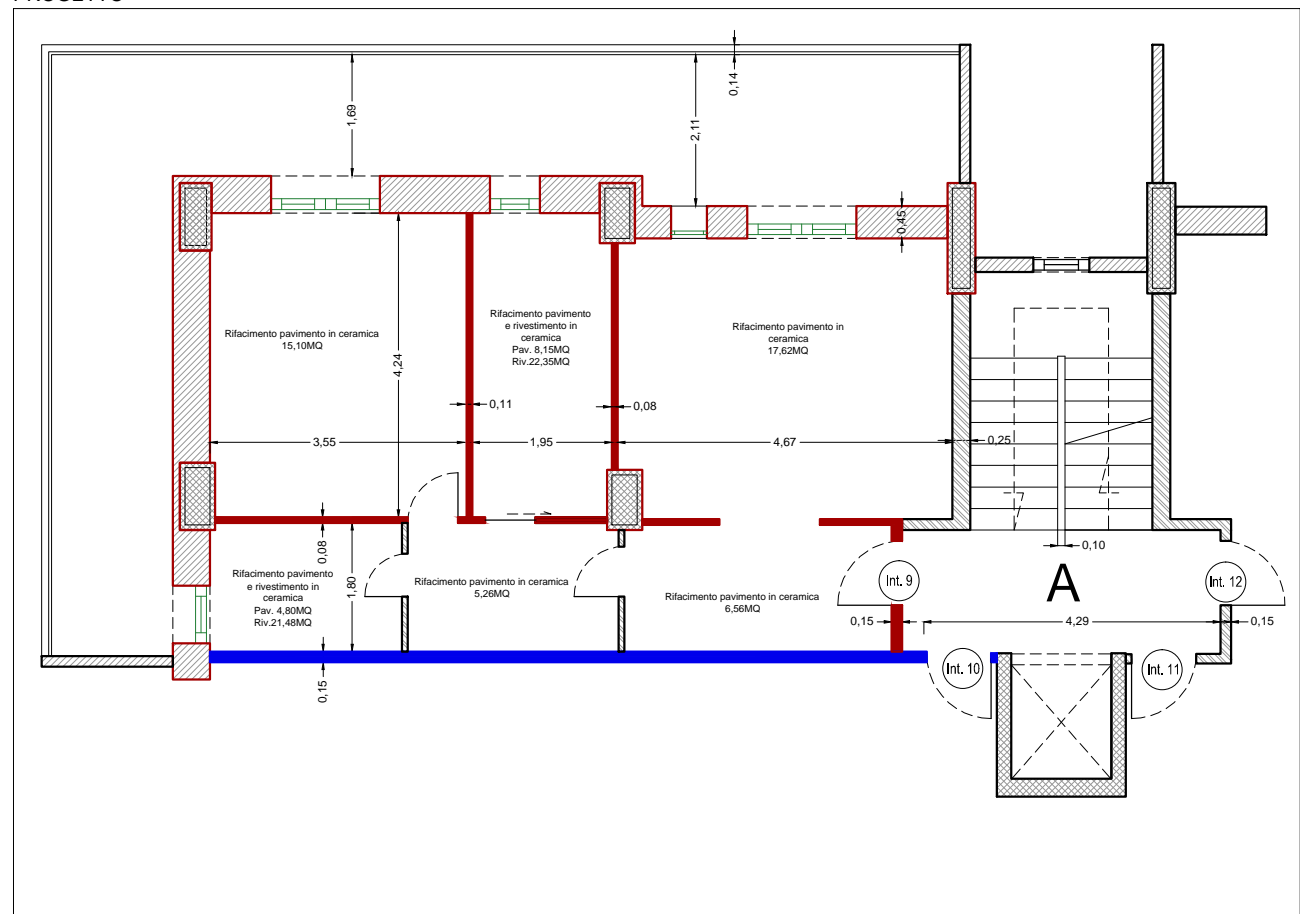 0,14
1,69
2,11
0,45
Rifacimento pavimento in ceramica
15,10MQ
Rifacimento pavimento
e rivestimento in
ceramica
Pav. 8,15MQ
Riv.22,35MQ
Rifacimento pavimento in
ceramica
17,62MQ
4,24
0,11
0,08
3,55
1,95
4,67
0,25
0,08
1,80
Rifacimento pavimento
e rivestimento in
ceramica
Pav. 4,80MQ
Riv.21,48MQ
Rifacimento pavimento in ceramica
5,26MQ
Rifacimento pavimento in ceramica
6,56MQ
Int. 9
0,10
A
Int. 12
0,15
4,29
0,15
0,15
Int. 10
Int. 11